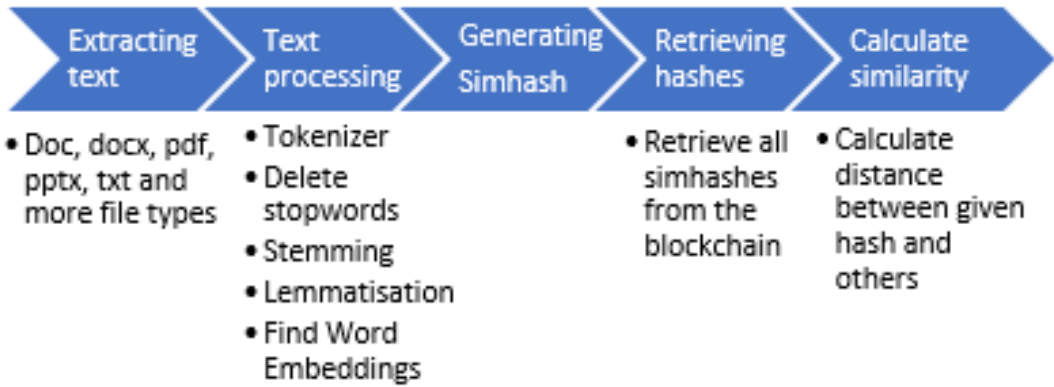 Extracting
text
Text
processing
Generating
Simhash
Retrieving
hashes
Calculate
similarity
• Doc, docx, pdf,
pptx, txt and
more file types
• Tokenizer
• Delete
stopwords
• Stemming
• Lemmatisation
• Find Word
Embeddings
• Retrieve all
simhashes
from the
blockchain
• Calculate
distance
between given
hash and
others